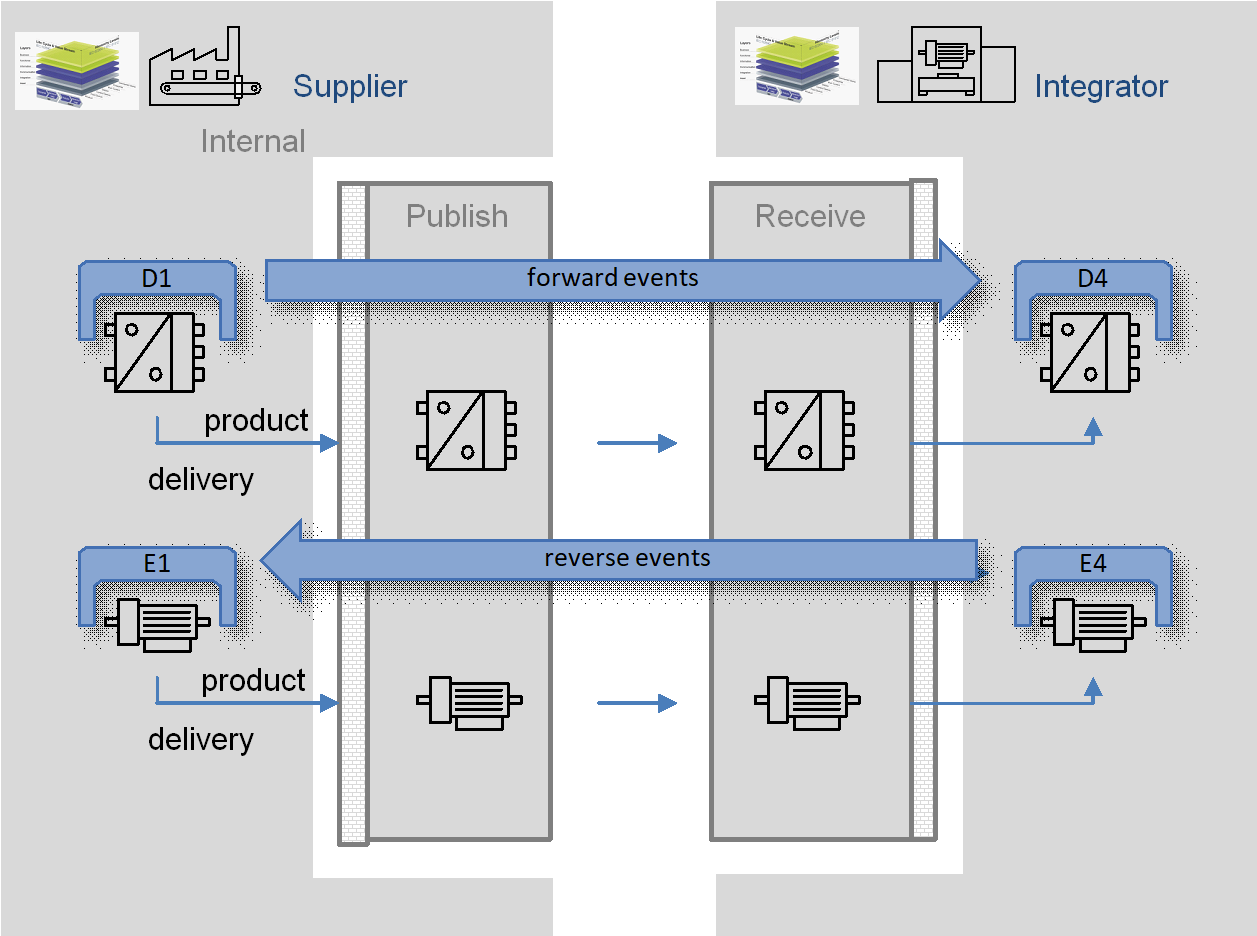 Supplier
Integrator
Internal
Publish
Receive
D1
forward events
D4
product
delivery
E1
reverse events
E4
product
delivery